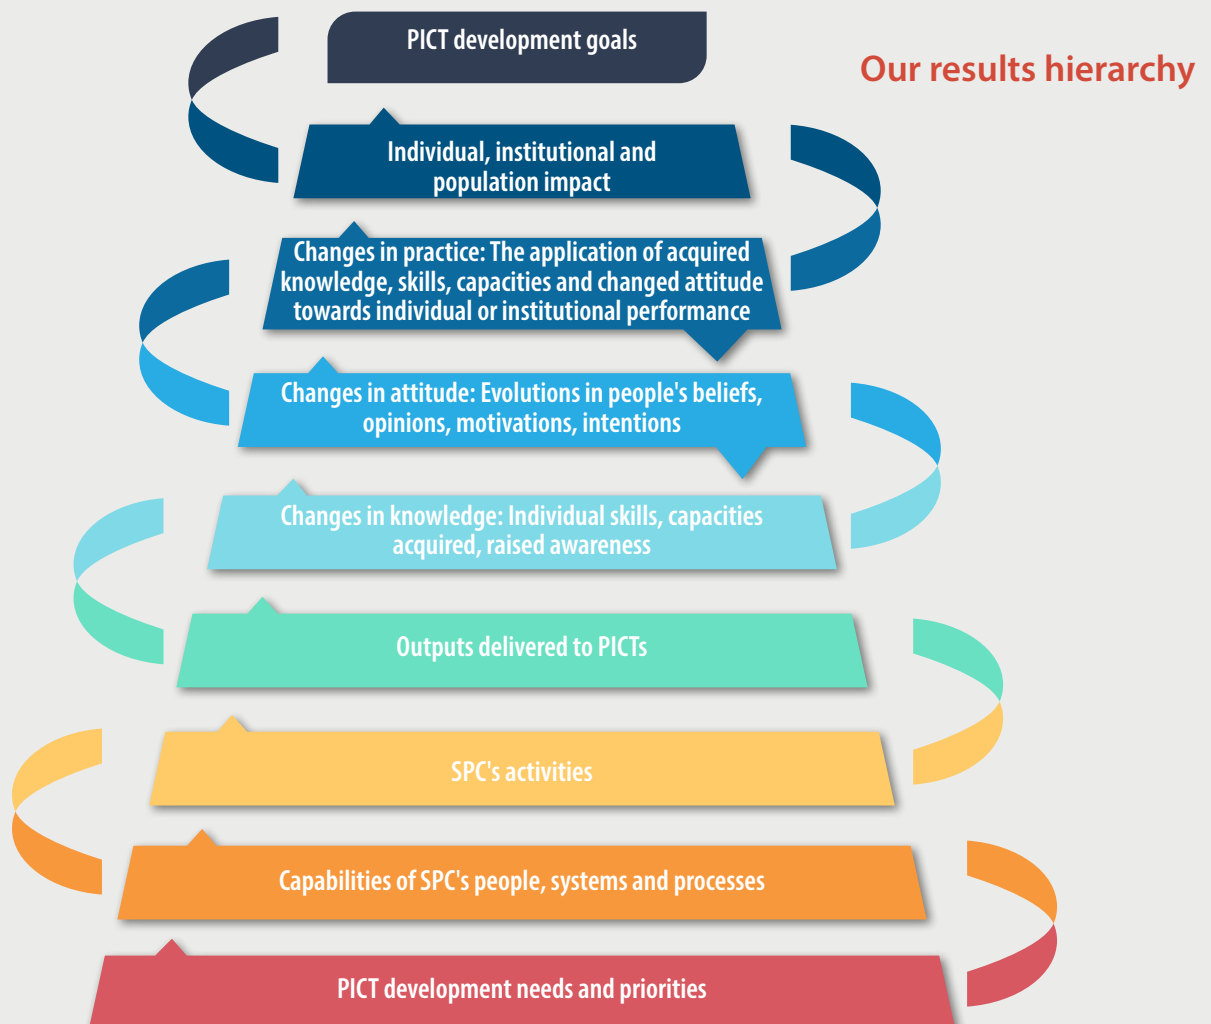 PICT development goals
Our results hierarchy
Individual, institutional and
population impact
Changes in practice: The application of acquired
knowledge, skills, capacities and changed attitude
towards individual or institutional performance
Changes in attitude: Evolutions in people's beliefs,
opinions, motivations, intentions
Changes in knowledge: Individual skills, capacities
acquired, raised awareness
Outputs delivered to PICTs
SPC's activities
Capabilities of SPC's people, systems and processes
PICT development needs and priorities